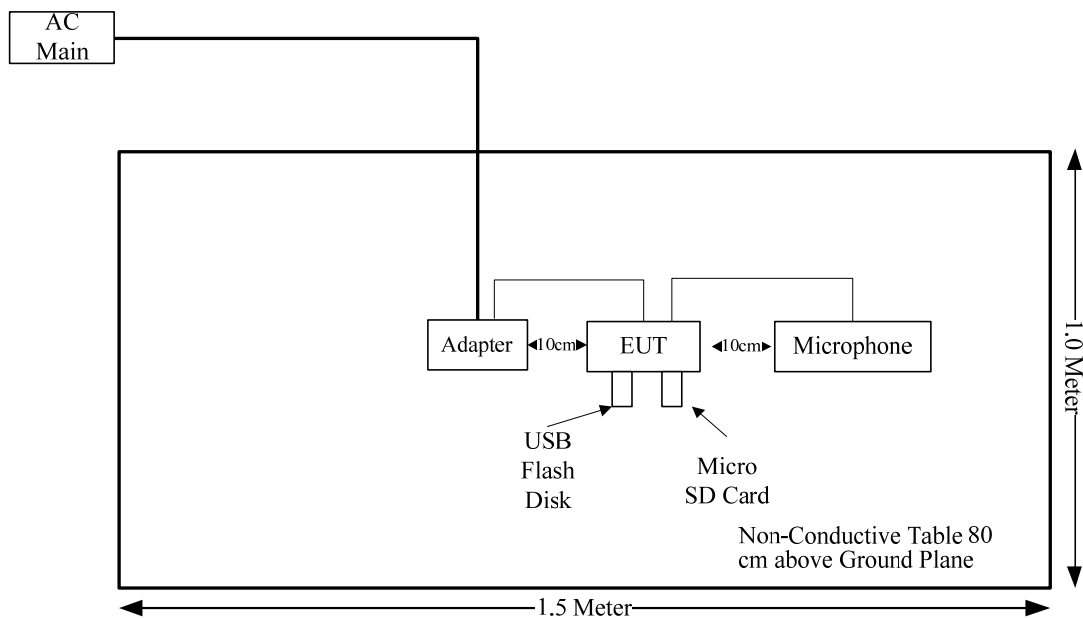 AC
Main
Adapter
10cm
EUT
10cm
Microphone
USB
Flash
Disk
Micro
SD Card
Non-Conductive Table 80
cm above Ground Plane
1.0 Meter
1.5 Meter